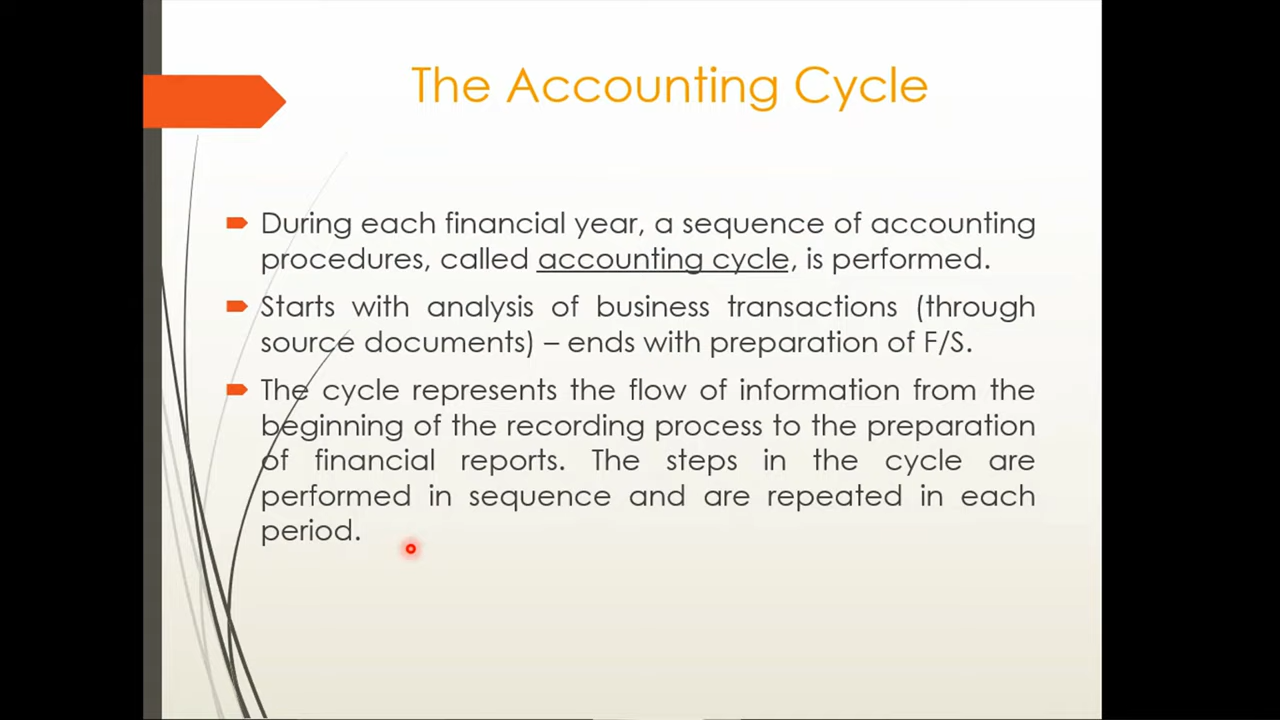 The Accounting Cycle
During each financial year, a sequence of accounting
procedures, called accounting cycle, is performed.
Starts with analysis of business transactions (through
source documents) – ends with preparation of F/S.
The cycle represents the flow of information from the
beginning of the recording process to the preparation
of financial reports. The steps in the cycle are
performed in sequence and are repeated in each
period.